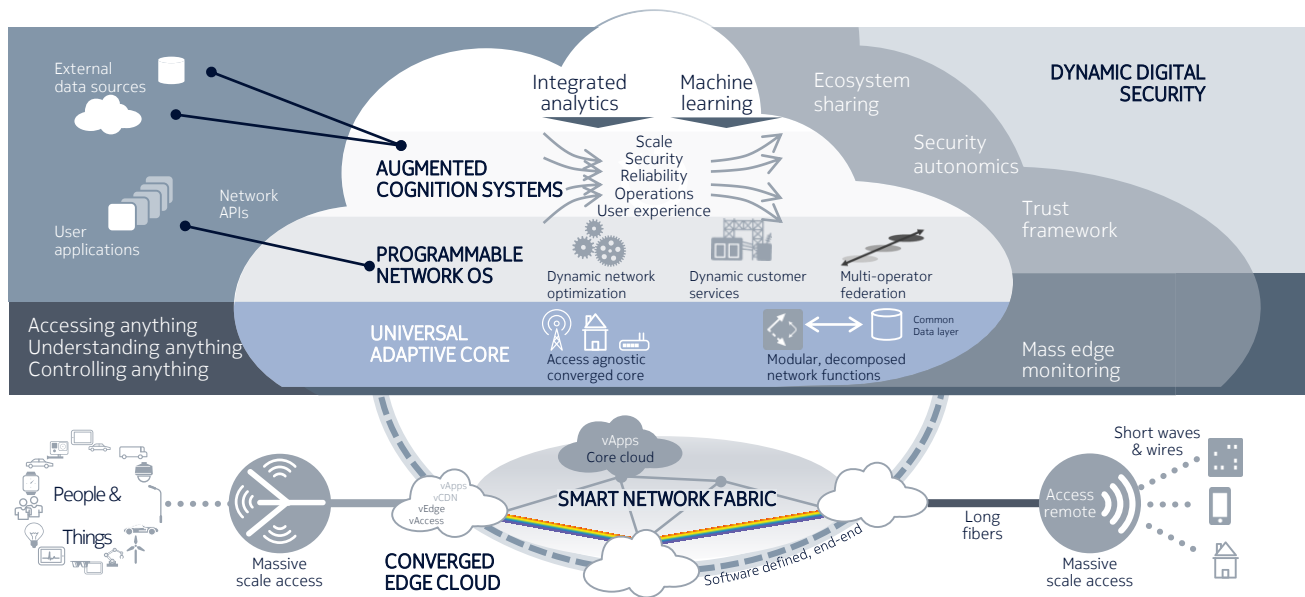 External
data sources
Integrated
analytics
Machine
learning
Ecosystem
sharing
DYNAMIC DIGITAL
SECURITY
AUGMENTED
COGNITION SYSTEMS
Scale
Security
Reliability
Operations
User experience
Security
autonomics
Network
APIs
User
applications
PROGRAMMABLE
NETWORK OS
Dynamic network
optimization
Dynamic customer
services
Multi-operator
federation
Trust
framework
Accessing anything
Understanding anything
Controlling anything
UNIVERSAL
ADAPTIVE CORE
Access agnostic
converged core
Modular, decomposed
network functions
Common
Data layer
Mass edge
monitoring
People &
Things
Massive
scale access
vApps
vCDN
vEdge
vAccess
CONVERGED
EDGE CLOUD
vApps
Core cloud
SMART NETWORK FABRIC
Software defined, end-end
Long
fibers
Access
remote
Massive
scale access
Short waves
& wires